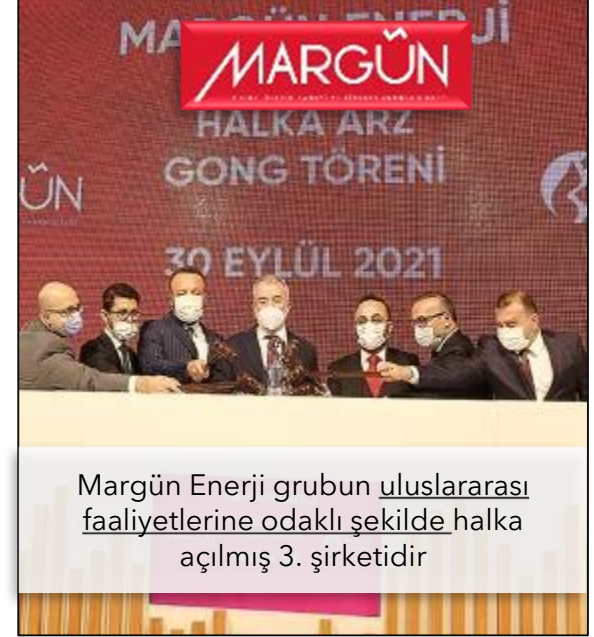 MARGÜN
HALKA ARZ
GONG TÖRENİ
ÜN
30 EYLÜL 2021
Margün Enerji grubun uluslararası
faaliyetlerine odaklı şekilde halka
açılmış 3. şirketidir